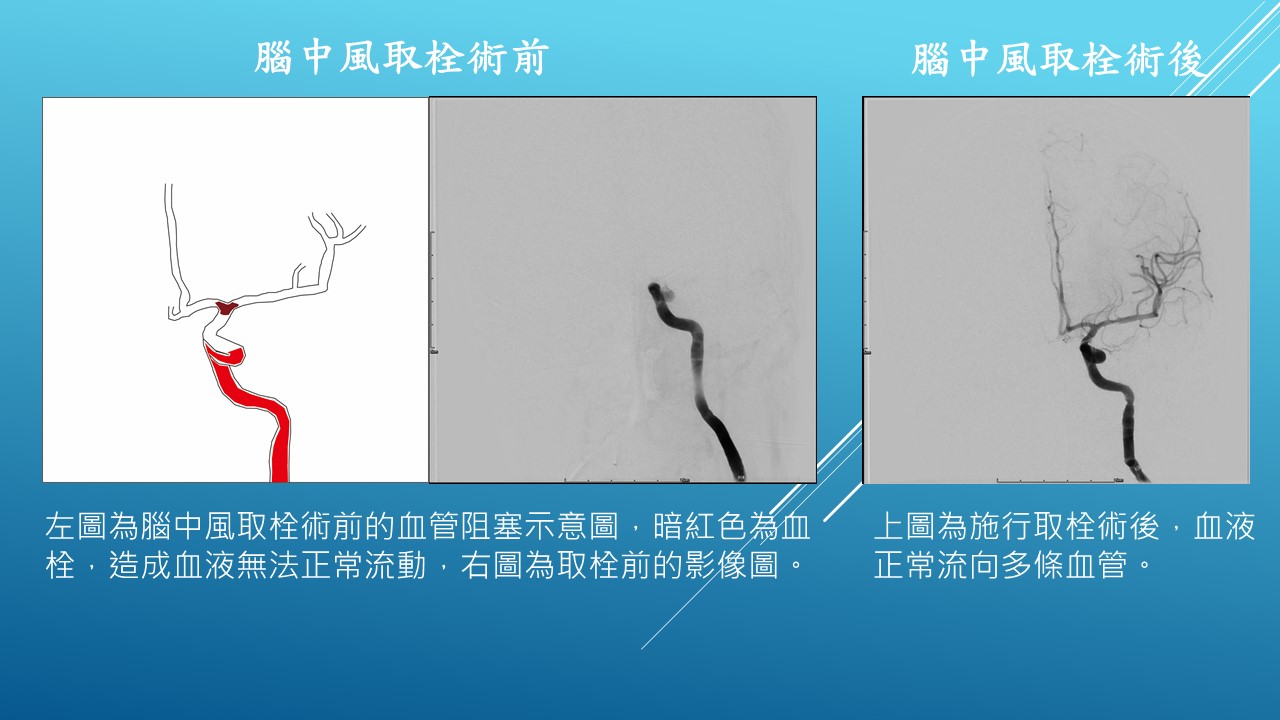 腦中風取栓術前
腦中風取栓術後
左圖為腦中風取栓術前的血管阻塞示意圖，暗紅色為血
栓，造成血液無法正常流動，右圖為取栓前的影像圖。
上圖為施行取栓術後，血液
正常流向多條血管。